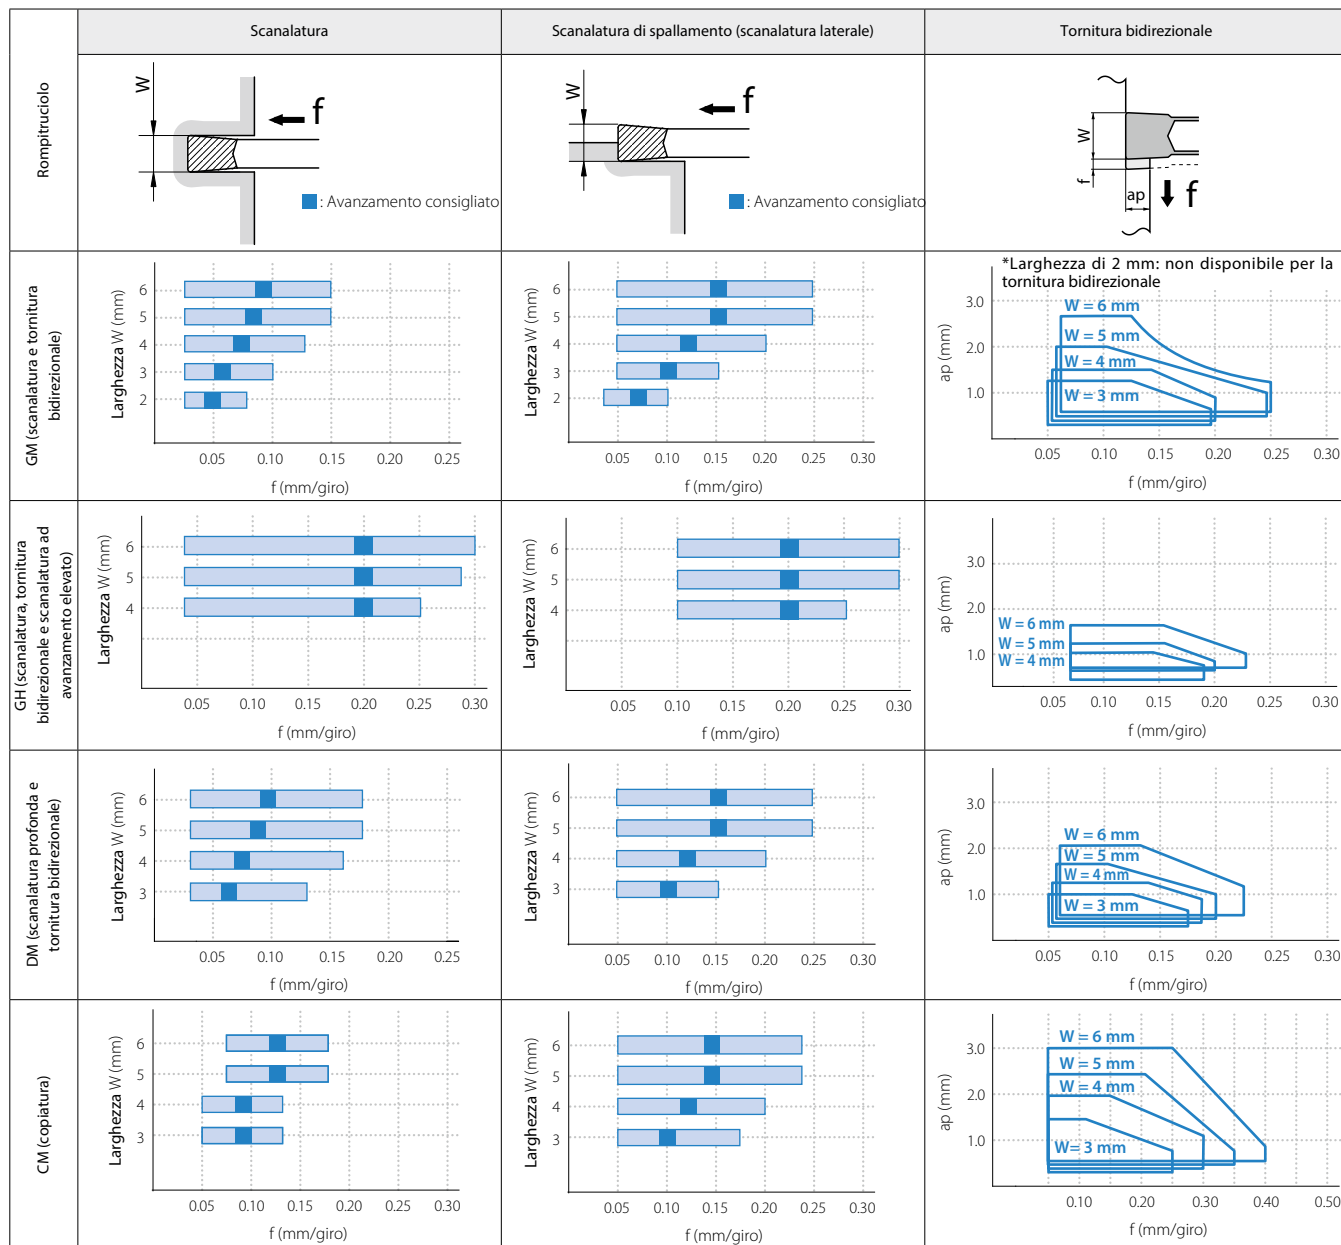 Rompitruciolo
Scanalatura
Scanalatura di spallamento (scanalatura laterale)
Tornitura bidirezionale
W
f
: Avanzamento consigliato
W
f
: Avanzamento consigliato
W
f
ap
f
GM (scanalatura e tornitura
bidirezionale)
Larghezza W (mm)
6
5
4
3
2
0.05 0.10 0.15 0.20 0.25
f (mm/giro)
Larghezza W (mm)
6
5
4
3
2
0.05 0.10 0.15 0.20 0.25 0.30
f (mm/giro)
*Larghezza di 2 mm: non disponibile per la
tornitura bidirezionale
ap (mm)
3.0
2.0
1.0
W = 6 mm
W = 5 mm
W = 4 mm
W = 3 mm
0.05 0.10 0.15 0.20 0.25 0.30
f (mm/giro)
GH (scanalatura, tornitura
bidirezionale e scanalatura ad
avanzamento elevato)
Larghezza W (mm)
6
5
4
0.05 0.10 0.15 0.20 0.25 0.30
f (mm/giro)
Larghezza W (mm)
6
5
4
0.05 0.10 0.15 0.20 0.25 0.30
f (mm/giro)
ap (mm)
3.0
2.0
1.0
W = 6 mm
W = 5 mm
W = 4 mm
0.05 0.10 0.15 0.20 0.25 0.30
f (mm/giro)
DM (scanalatura profonda e
tornitura bidirezionale)
Larghezza W (mm)
6
5
4
3
0.05 0.10 0.15 0.20 0.25
f (mm/giro)
Larghezza W (mm)
6
5
4
3
0.05 0.10 0.15 0.20 0.25 0.30
f (mm/giro)
ap (mm)
3.0
2.0
1.0
W = 6 mm
W = 5 mm
W = 4 mm
W = 3 mm
0.05 0.10 0.15 0.20 0.25 0.30
f (mm/giro)
CM (copiatura)
Larghezza W (mm)
6
5
4
3
0.05 0.10 0.15 0.20 0.25 0.30
f (mm/giro)
Larghezza W (mm)
6
5
4
3
0.05 0.10 0.15 0.20 0.25 0.30
f (mm/giro)
ap (mm)
3.0
2.0
1.0
W = 6 mm
W = 5 mm
W = 4 mm
W= 3 mm
0.10 0.20 0.30 0.40 0.50
f (mm/giro)